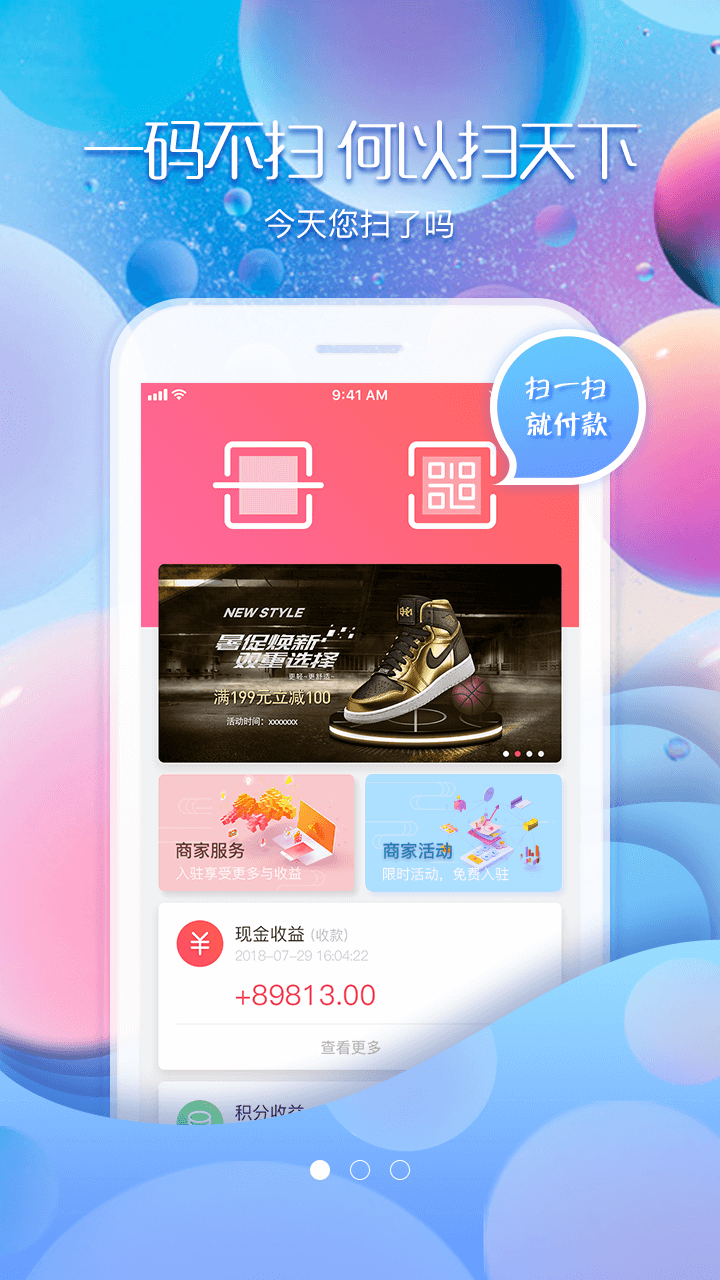 一码不扫 何以扫天下
今天您扫了吗
9:41 AM
扫一扫
就付款
NEW STYLE
暑促焕新
双重选择
更轻~更舒适~
满199元立减100
活动时间：xxxxxxx
商家服务
入驻享受更多与收益
商家活动
限时活动，免费入驻
¥
现金收益 (收款)
2018-07-29 16:04:22
+89813.00
查看更多
积分收益